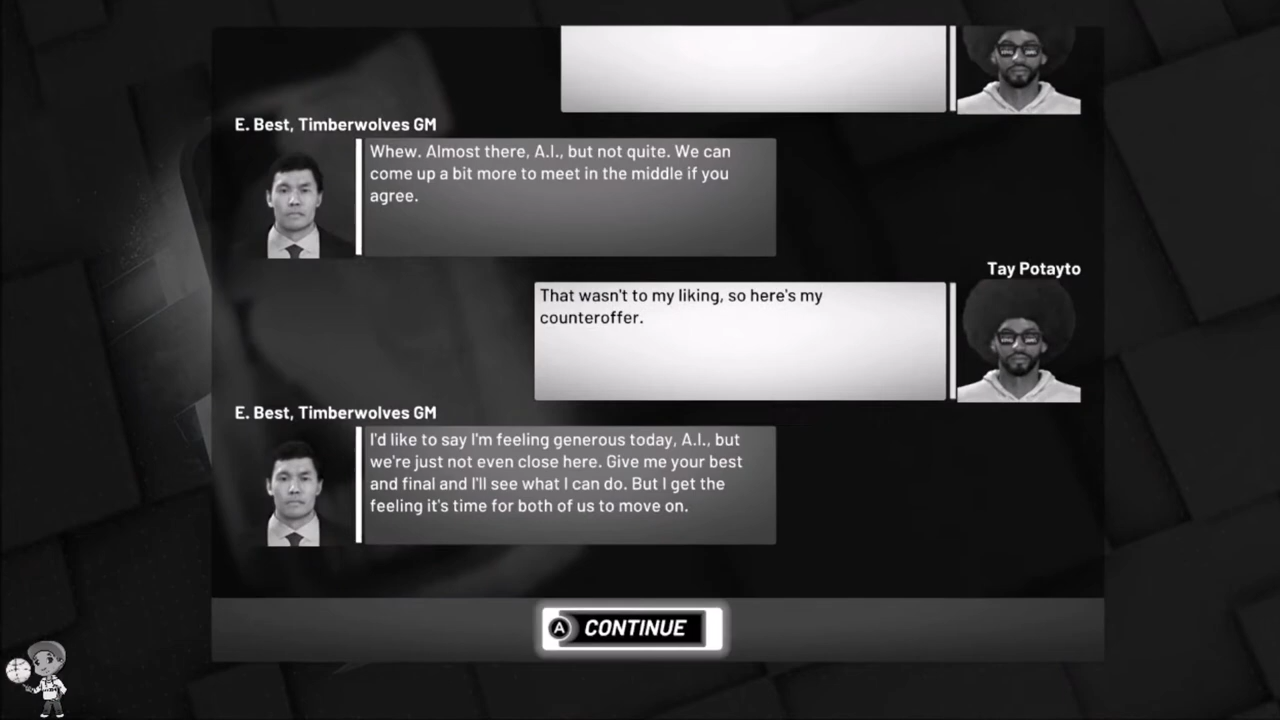 E. Best, Timberwolves GM
Whew. Almost there, A.I., but not quite. We can
come up a bit more to meet in the middle if you
agree.
Tay Potayto
That wasn't to my liking, so here's my
counteroffer.
E. Best, Timberwolves GM
I'd like to say I'm feeling generous today, A.I., but
we're just not even close here. Give me your best
and final and I'll see what I can do. But I get the
feeling it's time for both of us to move on.
A CONTINUE